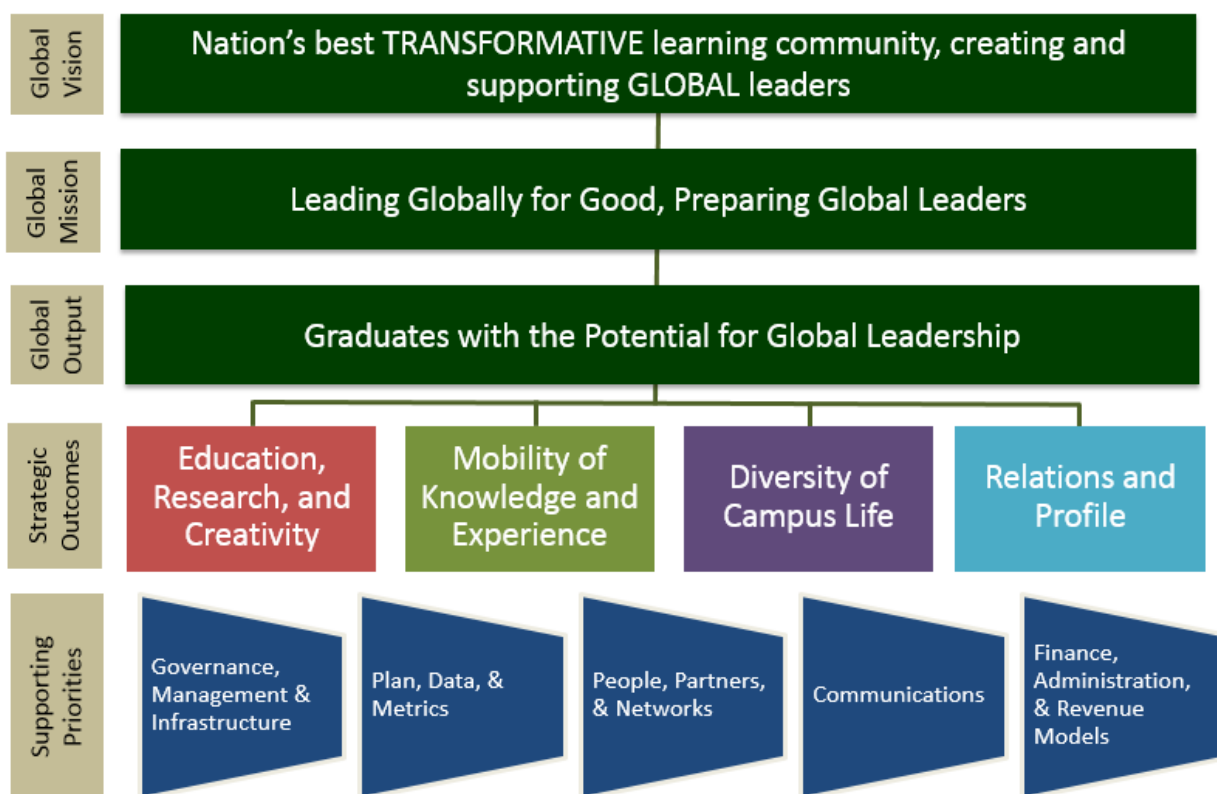 Global
Vision
Nation's best TRANSFORMATIVE learning community, creating and
supporting GLOBAL leaders
Global
Mission
Leading Globally for Good, Preparing Global Leaders
Global
Output
Graduates with the Potential for Global Leadership
Strategic
Outcomes
Education,
Research, and
Creativity
Mobility of
Knowledge and
Experience
Diversity of
Campus Life
Relations and
Profile
Supporting
Priorities
Governance,
Management &
Infrastructure
Plan, Data, &
Metrics
People, Partners,
& Networks
Communications
Finance,
Administration,
& Revenue
Models